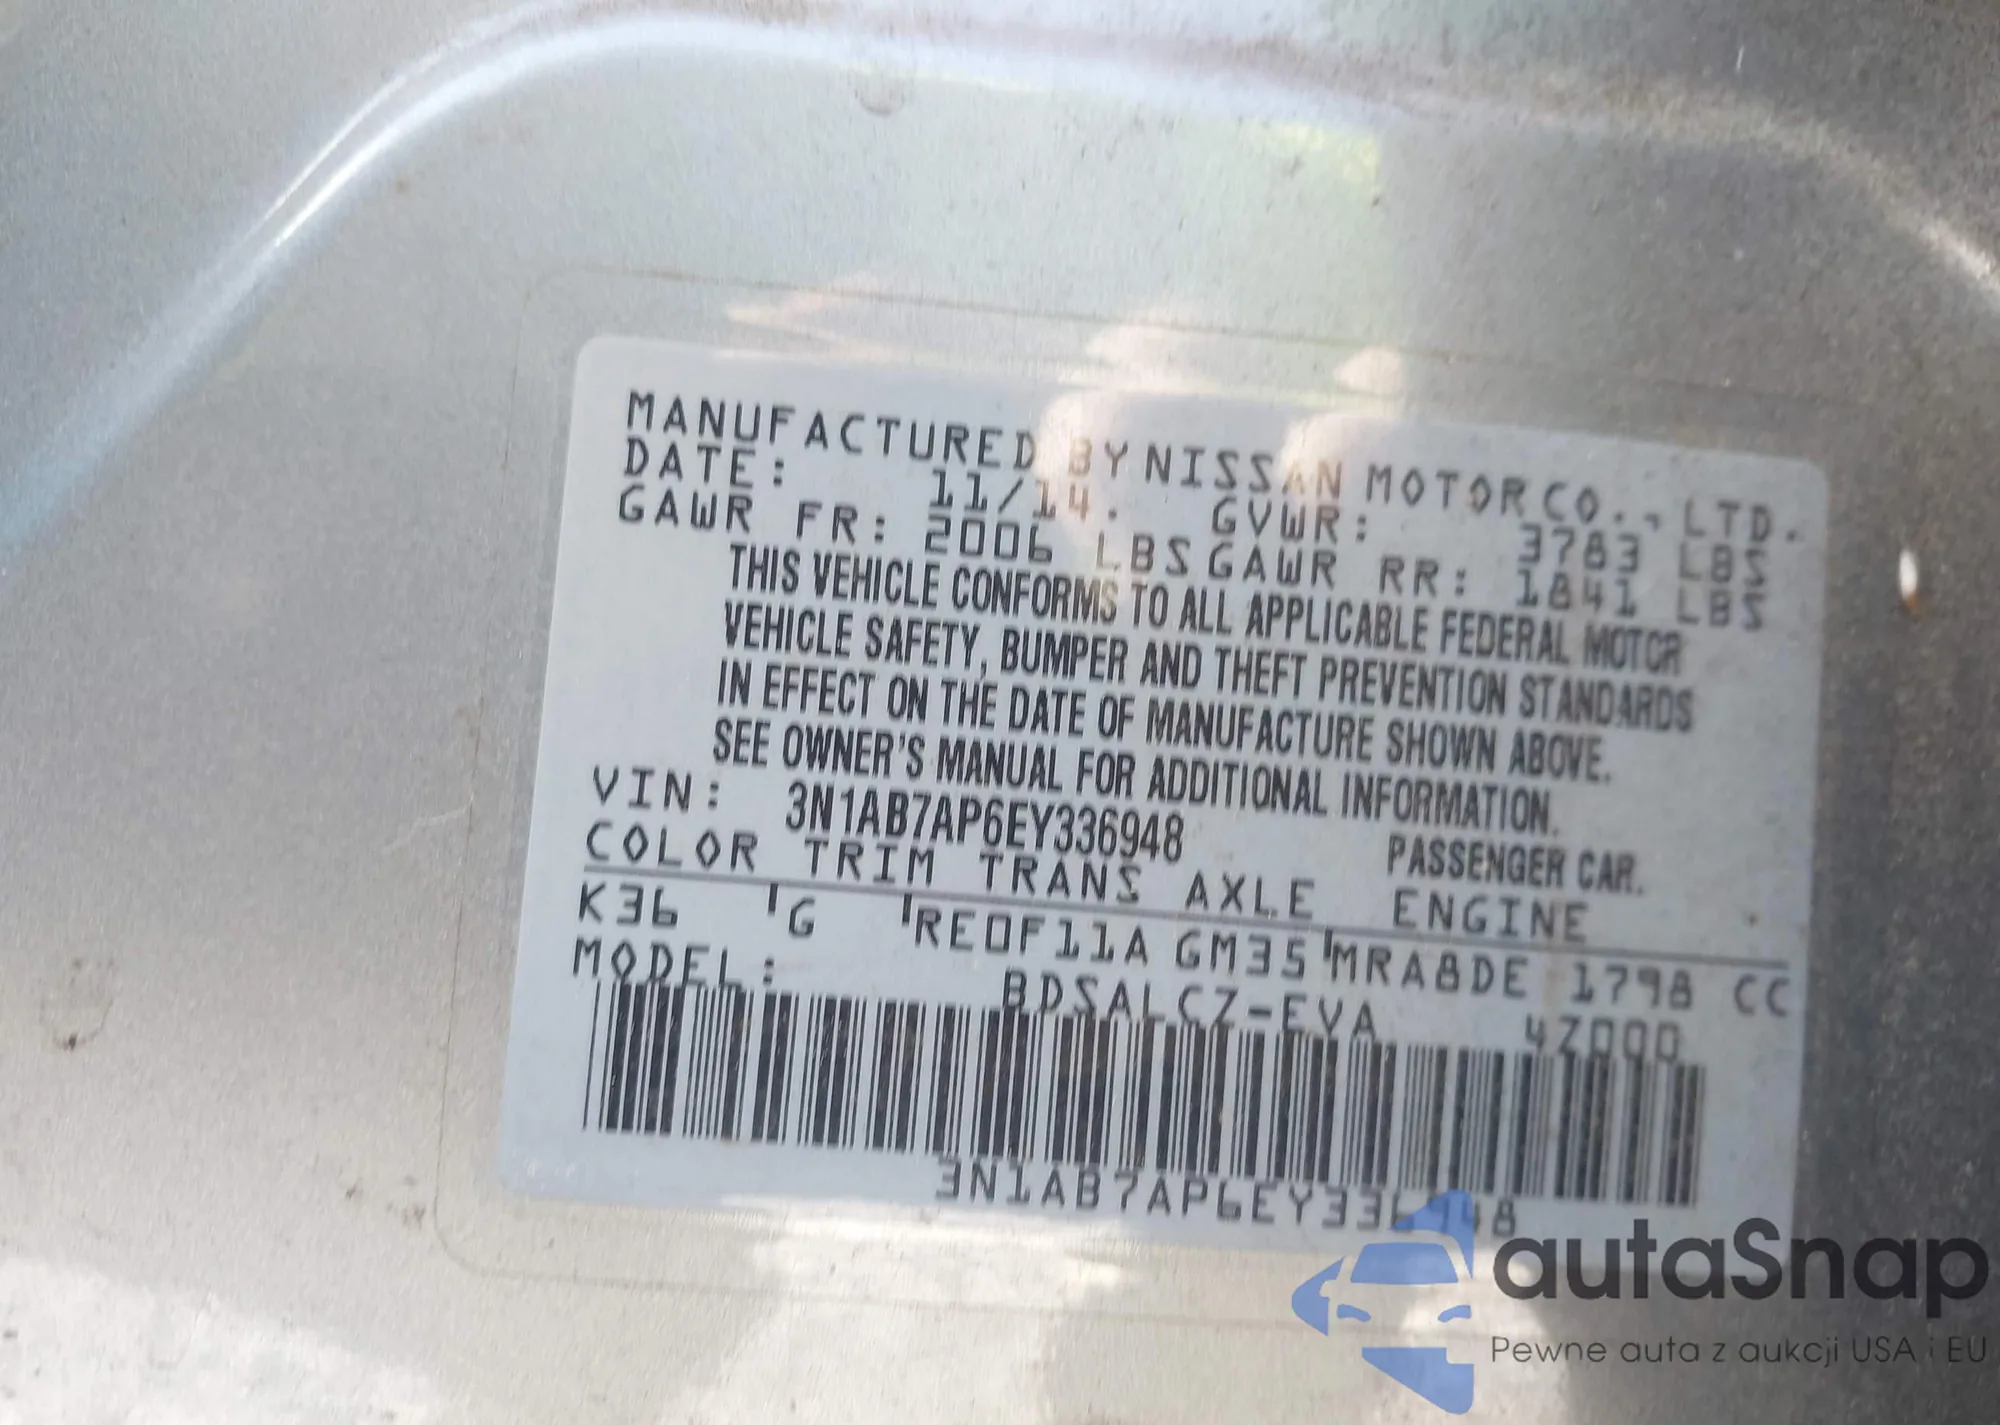 MANUFACTURED BY NISSAN MOTOR CO., LTD.
DATE: 11/14. GVWR: 3783 LBS
GAWR FR: 2006 LBS GAWR RR: 1841 LBS
THIS VEHICLE CONFORMS TO ALL APPLICABLE FEDERAL MOTOR
VEHICLE SAFETY, BUMPER AND THEFT PREVENTION STANDARDS
IN EFFECT ON THE DATE OF MANUFACTURE SHOWN ABOVE.
SEE OWNER'S MANUAL FOR ADDITIONAL INFORMATION.
VIN: 3N1AB7AP6EY336948 PASSENGER CAR.
COLOR TRIM TRANS AXLE ENGINE
K36 G RE0F11A GM35 MRA8DE 1798 CC
MODEL: BDSALCZ-EVA 4Z000
3N1AB7AP6EY336948
autaSnap
Pewne auta z aukcji USA i EU